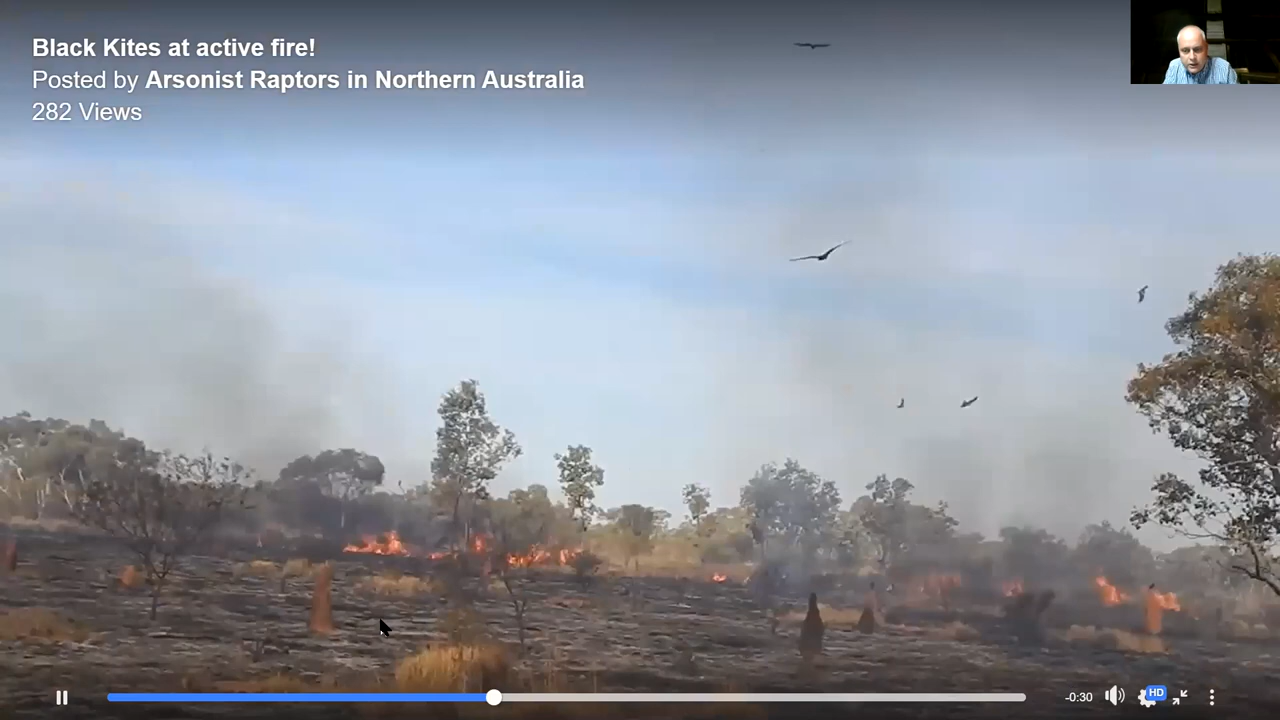 Black Kites at active fire!
Posted by Arsonist Raptors in Northern Australia
282 Views
-0:30
HD